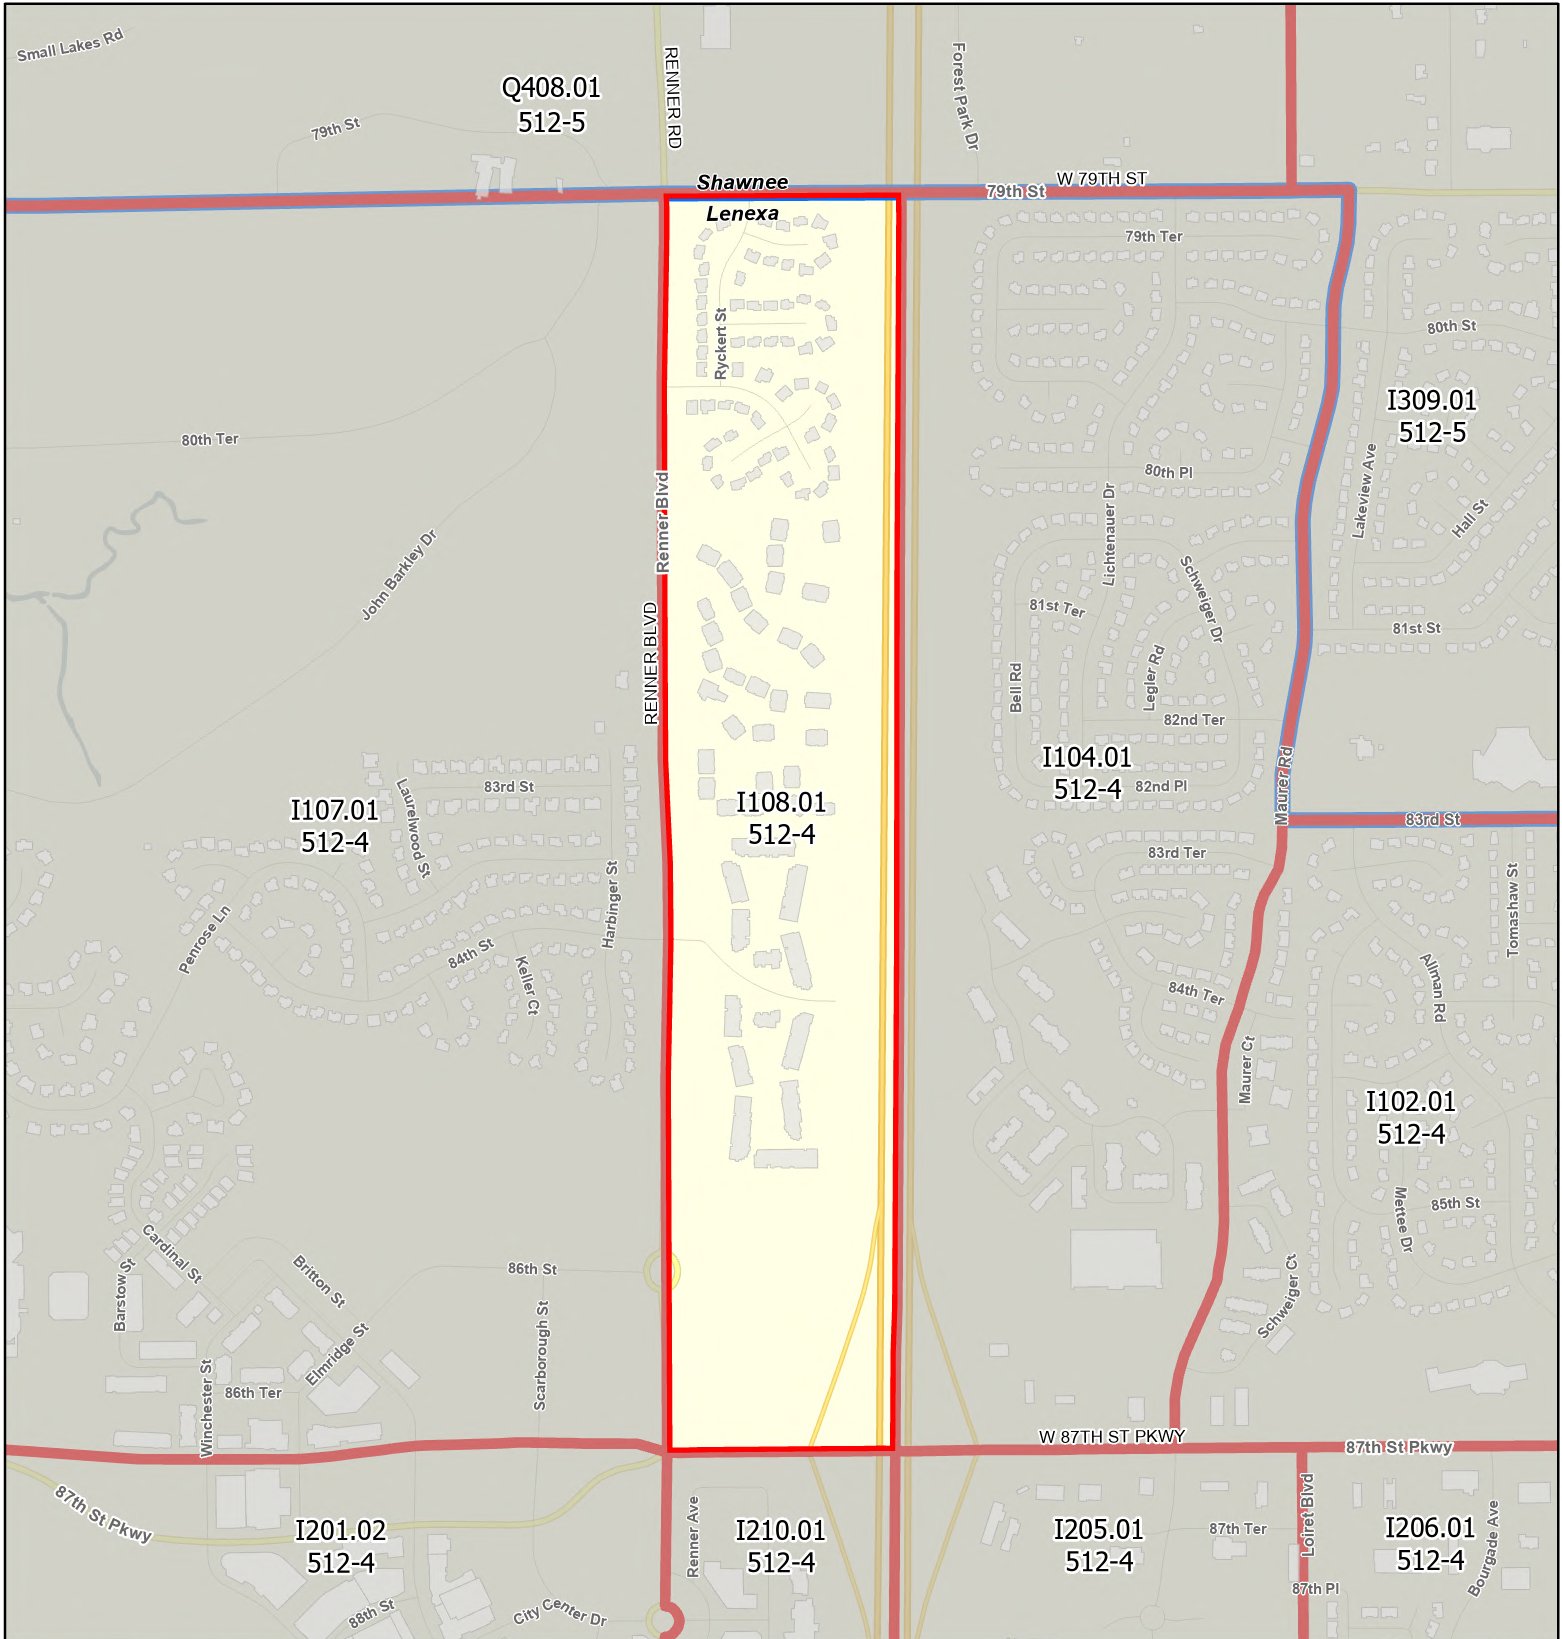 Small Lakes Rd
Q408.01
512-5
79th St
RENNER RD
Forest Park Dr
Shawnee
Lenexa
W 79TH ST
79th St
79th Ter
Ryckert St
80th St
I309.01
512-5
80th Ter
80th Pl
Lakeview Ave
Hall St
Renner Blvd
Lichtenauer Dr
John Barkley Dr
Schweiger Dr
81st Ter
81st St
RENNER BLVD
Bell Rd
Legler Rd
82nd Ter
I104.01
512-4
82nd Pl
Maurer Rd
83rd St
83rd St
Laurelwood St
I107.01
512-4
I108.01
512-4
83rd Ter
Harbinger St
Tomashaw St
Penrose Ln
84th St
Keller Ct
84th Ter
Allman Rd
Maurer Ct
I102.01
512-4
85th St
Mettee Dr
Cardinal St
Barstow St
Britton St
86th St
Schweiger Ct
Scarborough St
Elmridge St
86th Ter
Winchester St
W 87TH ST PKWY
87th St Pkwy
87th St Pkwy
I201.02
512-4
Renner Ave
I210.01
512-4
I205.01
512-4
87th Ter
Loiret Blvd
I206.01
512-4
Bourgade Ave
87th Pl
88th St
City Center Dr